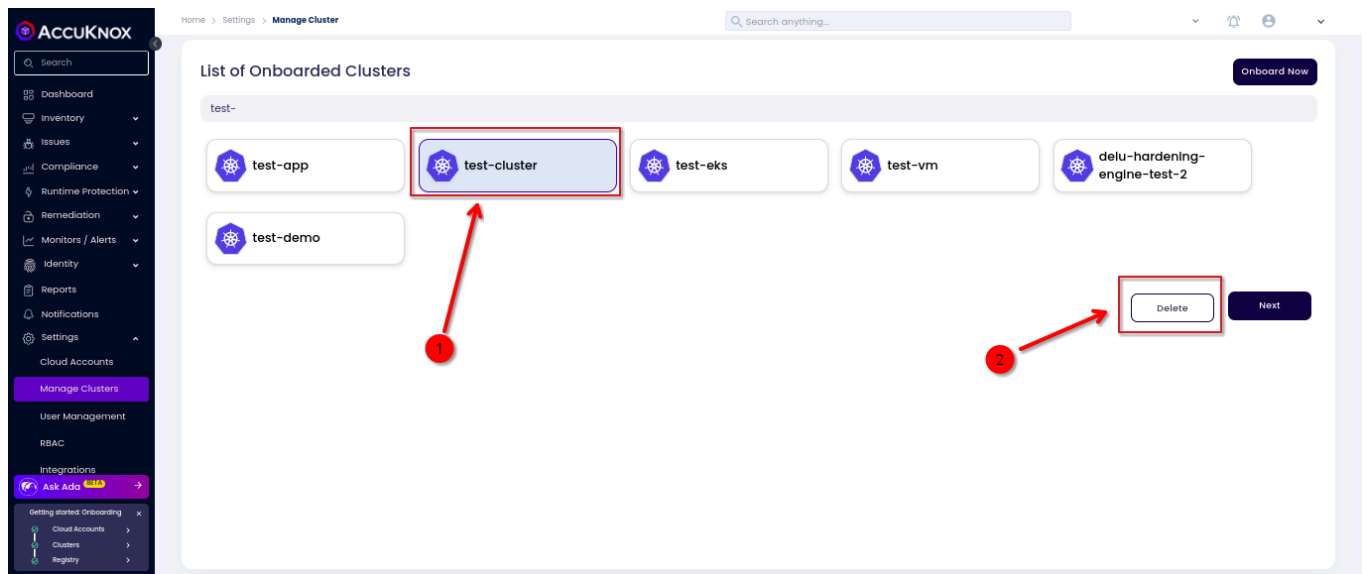 Home > Settings > Manage Cluster
Search anything...
ACCUKNOX
Search
Dashboard
Inventory
Issues
Compliance
Runtime Protection
Remediation
Monitors / Alerts
Identity
Reports
Notifications
Settings
Cloud Accounts
Manage Clusters
User Management
RBAC
Integrations
Ask Ada BETA
Getting started: Onboarding x
Cloud Accounts
Clusters
Registry
List of Onboarded Clusters
Onboard Now
test-
test-app
test-cluster
test-eks
test-vm
delu-hardening-
engine-test-2
test-demo
Delete
Next
1
2